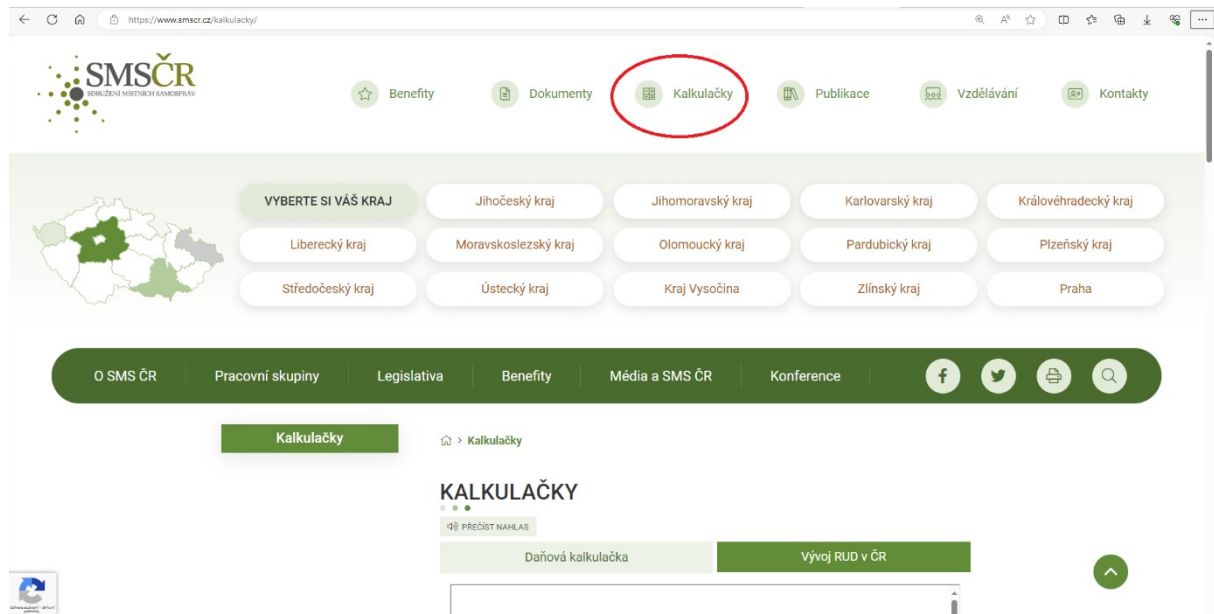 https://www.smscr.cz/kalkulacky/
SMSČR
SDRUŽENÍ MÍSTNÍCH SAMOSPRÁV
Benefity
Dokumenty
Kalkulačky
Publikace
Vzdělávání
Kontakty
VYBERTE SI VÁŠ KRAJ
Jihočeský kraj
Jihomoravský kraj
Karlovarský kraj
Královéhradecký kraj
Liberecký kraj
Moravskoslezský kraj
Olomoucký kraj
Pardubický kraj
Plzeňský kraj
Středočeský kraj
Ústecký kraj
Kraj Vysočina
Zlínský kraj
Praha
O SMS ČR
Pracovní skupiny
Legislativa
Benefity
Média a SMS ČR
Konference
Kalkulačky
> Kalkulačky
KALKULAČKY
PŘEČÍST NAHLAS
Daňová kalkulačka
Vývoj RUD v ČR